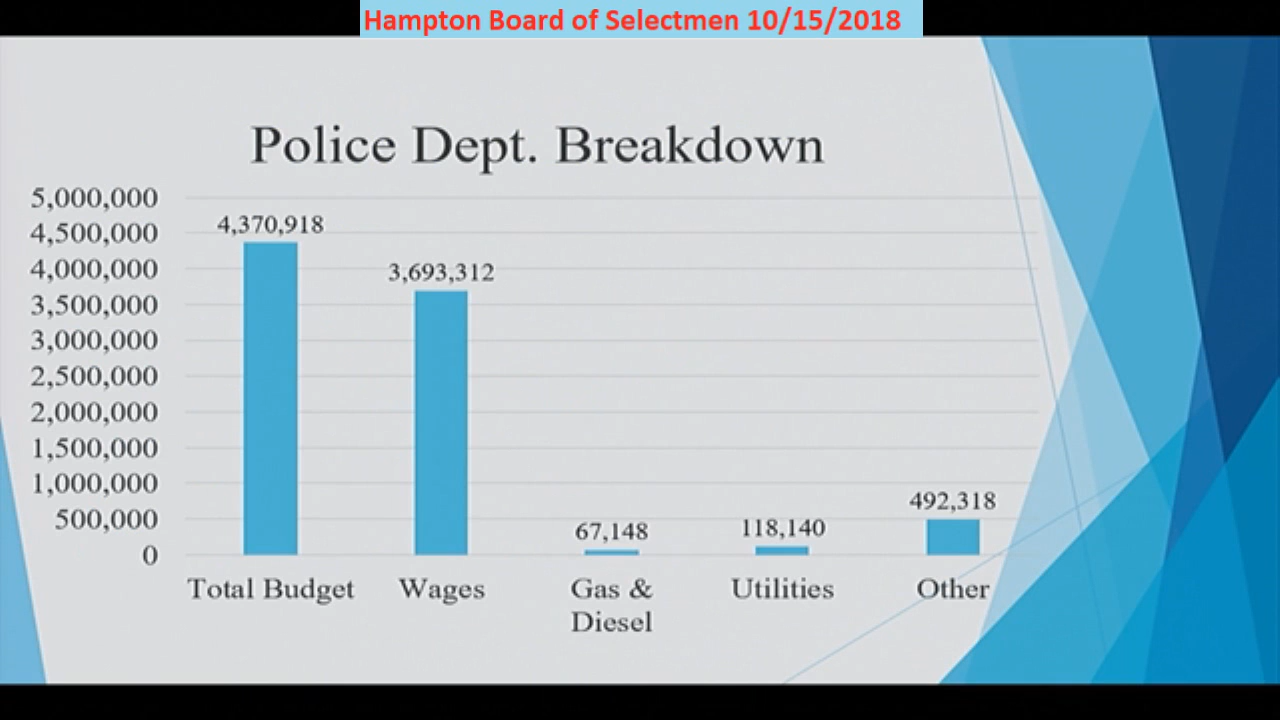 Hampton Board of Selectmen 10/15/2018
Police Dept. Breakdown
5,000,000
4,500,000
4,000,000
3,500,000
3,000,000
2,500,000
2,000,000
1,500,000
1,000,000
500,000
0
4,370,918
3,693,312
67,148
118,140
492,318
Total Budget
Wages
Gas &
Diesel
Utilities
Other